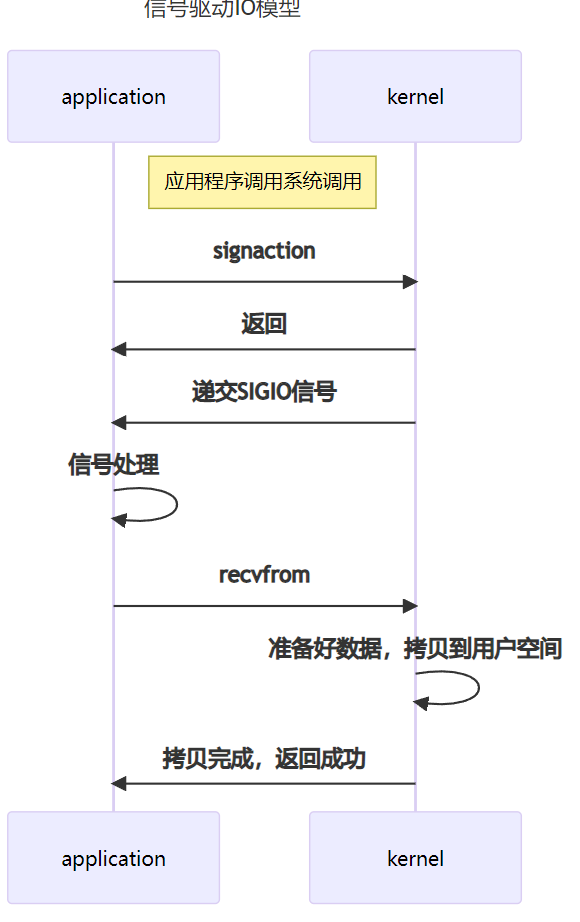 信号驱动IO模型
application
kernel
应用程序调用系统调用
signaction
返回
递交SIGIO信号
信号处理
recvfrom
准备好数据，拷贝到用户空间
拷贝完成，返回成功
application
kernel